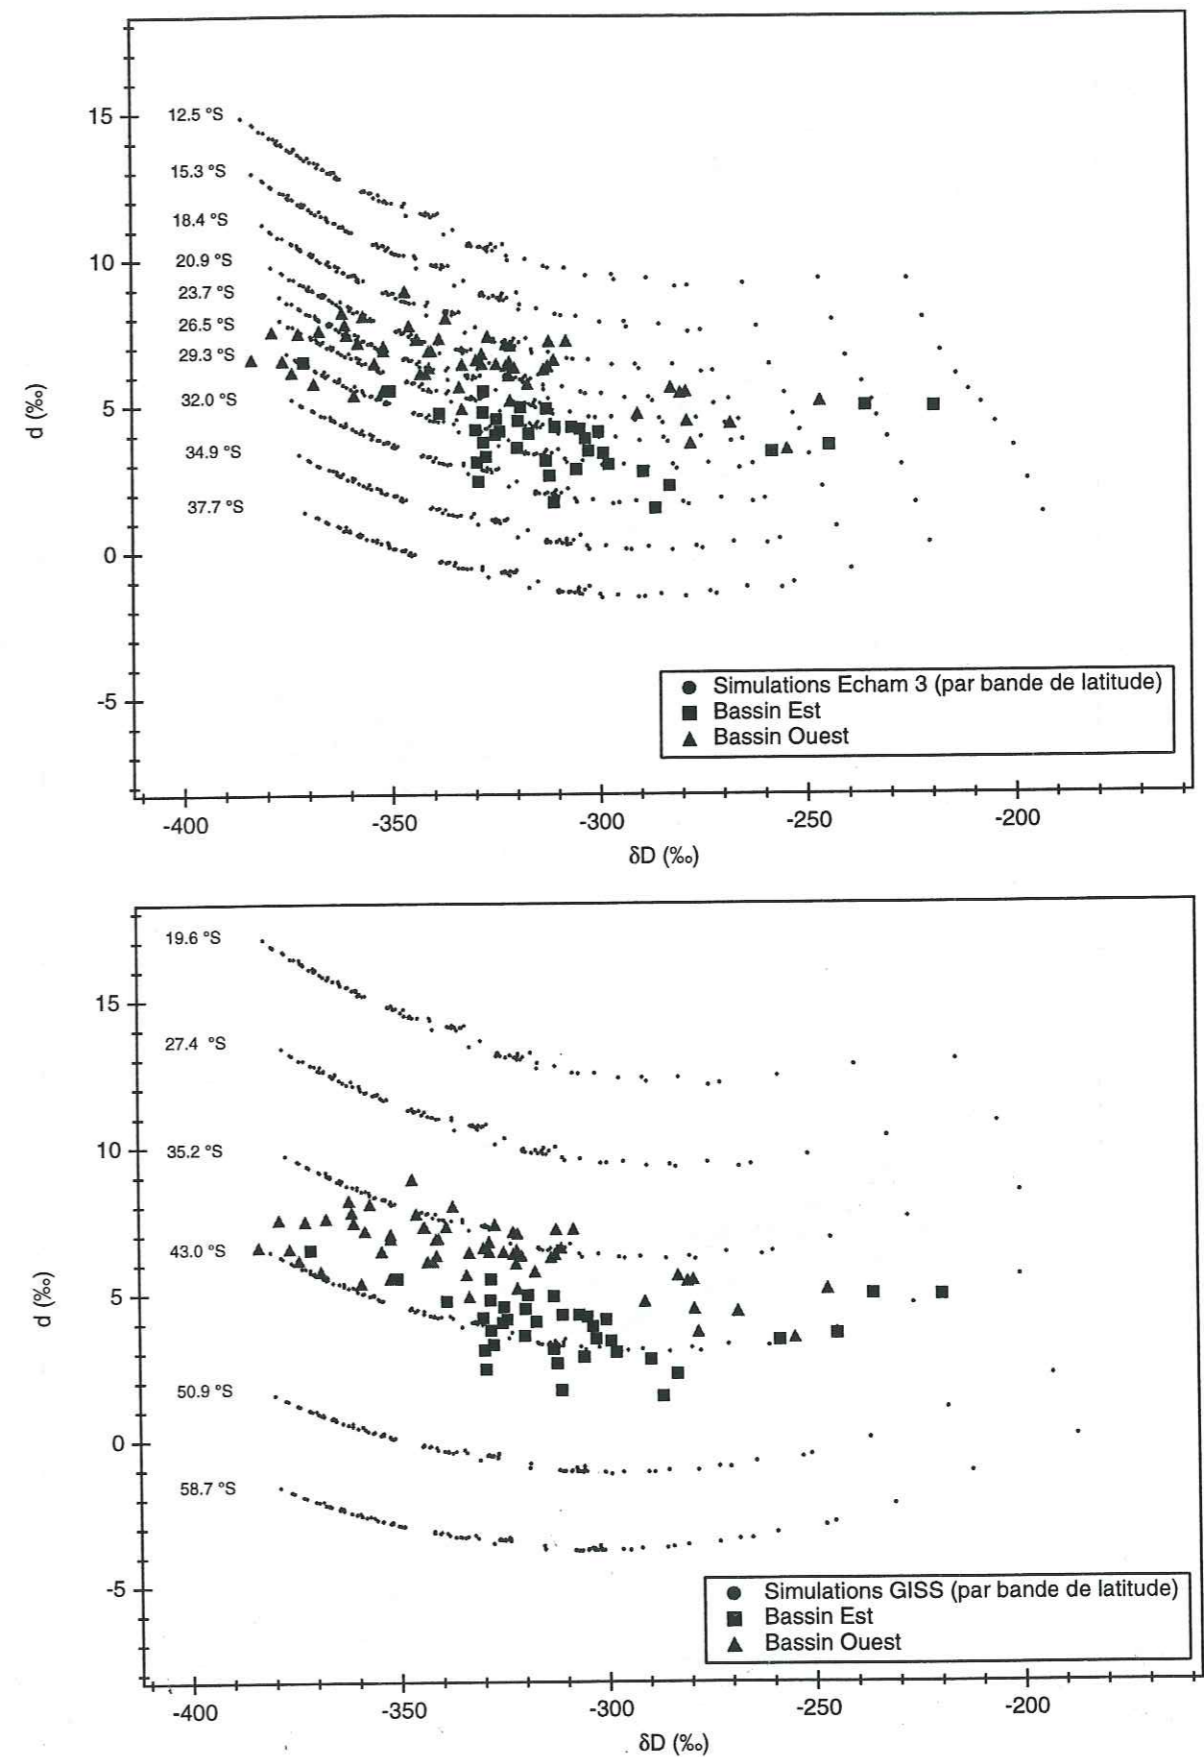 15
10
5
0
-5
d (‰)
12.5 °S
15.3 °S
18.4 °S
20.9 °S
23.7 °S
26.5 °S
29.3 °S
32.0 °S
34.9 °S
37.7 °S
Simulations Echam 3 (par bande de latitude)
Bassin Est
Bassin Ouest
-400 -350 -300 -250 -200
δD (‰)
15
10
5
0
-5
d (‰)
19.6 °S
27.4 °S
35.2 °S
43.0 °S
50.9 °S
58.7 °S
Simulations GISS (par bande de latitude)
Bassin Est
Bassin Ouest
-400 -350 -300 -250 -200
δD (‰)